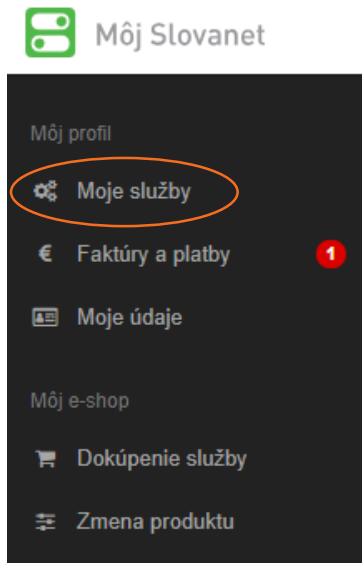 Môj Slovanet
Môj profil
Moje služby
€ Faktúry a platby 1
Moje údaje
Môj e-shop
Dokúpenie služby
Zmena produktu